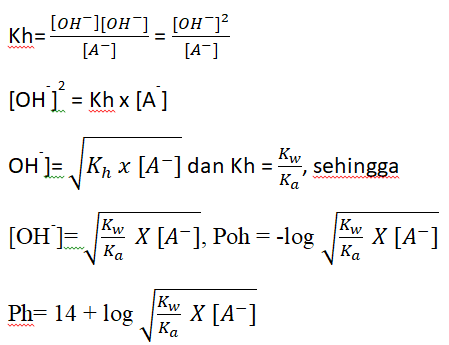 Kh= [OH⁻][OH⁻] / [A⁻] = [OH⁻]² / [A⁻]
[OH⁻]² = Kh x [A⁻]
OH⁻]= √(K_h x [A⁻]) dan Kh = K_w / K_a, sehingga
[OH⁻]= √(K_w / K_a X [A⁻]), Poh = -log √(K_w / K_a X [A⁻])
Ph= 14 + log √(K_w / K_a X [A⁻])